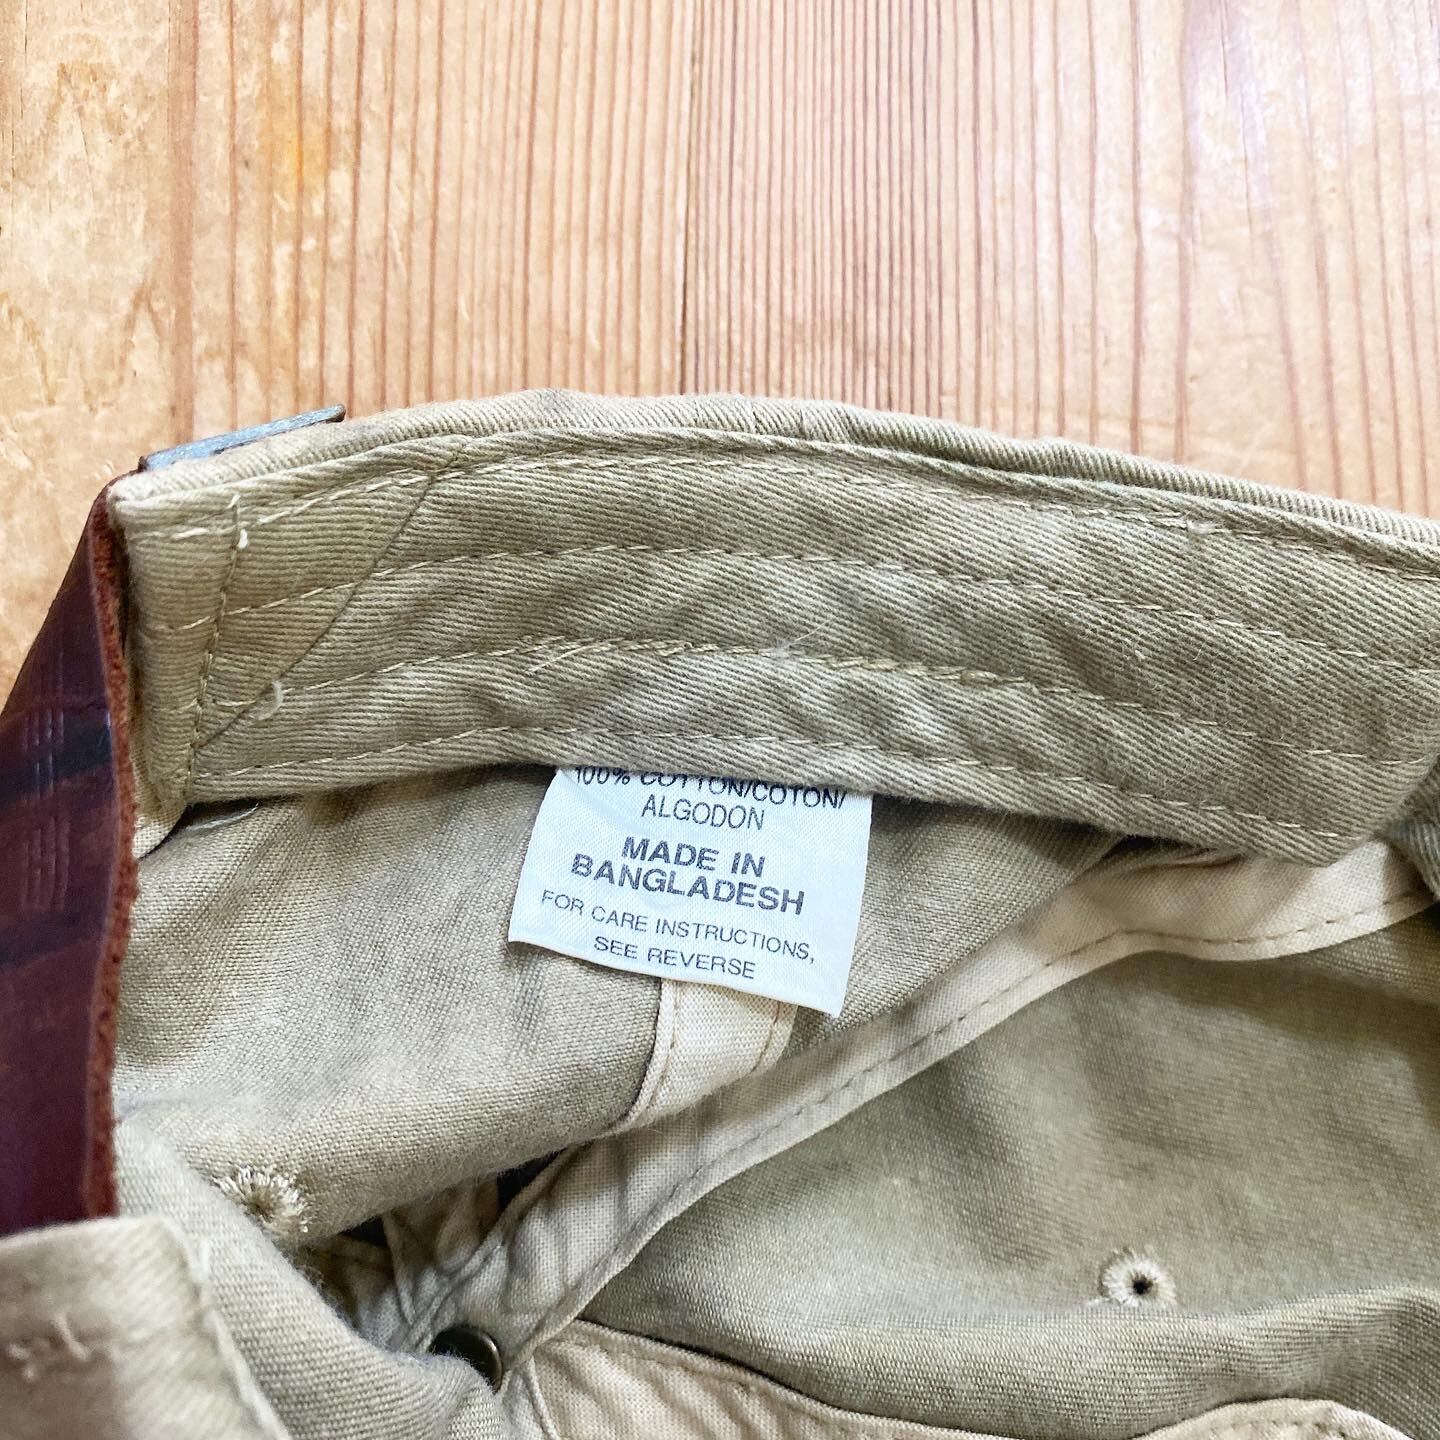 100% COTTON/COTON/
ALGODON
MADE IN
BANGLADESH
FOR CARE INSTRUCTIONS,
SEE REVERSE